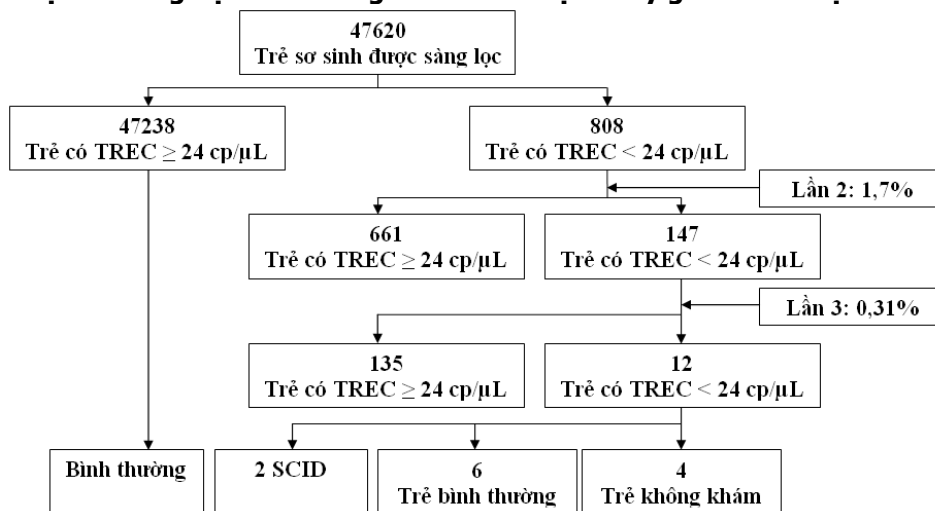 47620
Trẻ sơ sinh được sàng lọc
47238
Trẻ có TREC ≥ 24 cp/µL
808
Trẻ có TREC < 24 cp/µL
Lần 2: 1,7%
661
Trẻ có TREC ≥ 24 cp/µL
147
Trẻ có TREC < 24 cp/µL
Lần 3: 0,31%
135
Trẻ có TREC ≥ 24 cp/µL
12
Trẻ có TREC < 24 cp/µL
Bình thường
2 SCID
6
Trẻ bình thường
4
Trẻ không khám